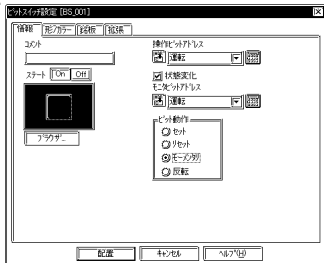 ビットスイッチ設定 [BS_001]
情報 形/カラー 銘板 拡張
コメント
ステート On Off
ブラウザ...
操作ビットアドレス
運転
状態変化
モニタビットアドレス
運転
ビット動作
セット
リセット
モーメンタリ
反転
配置 キャンセル ヘルプ(H)